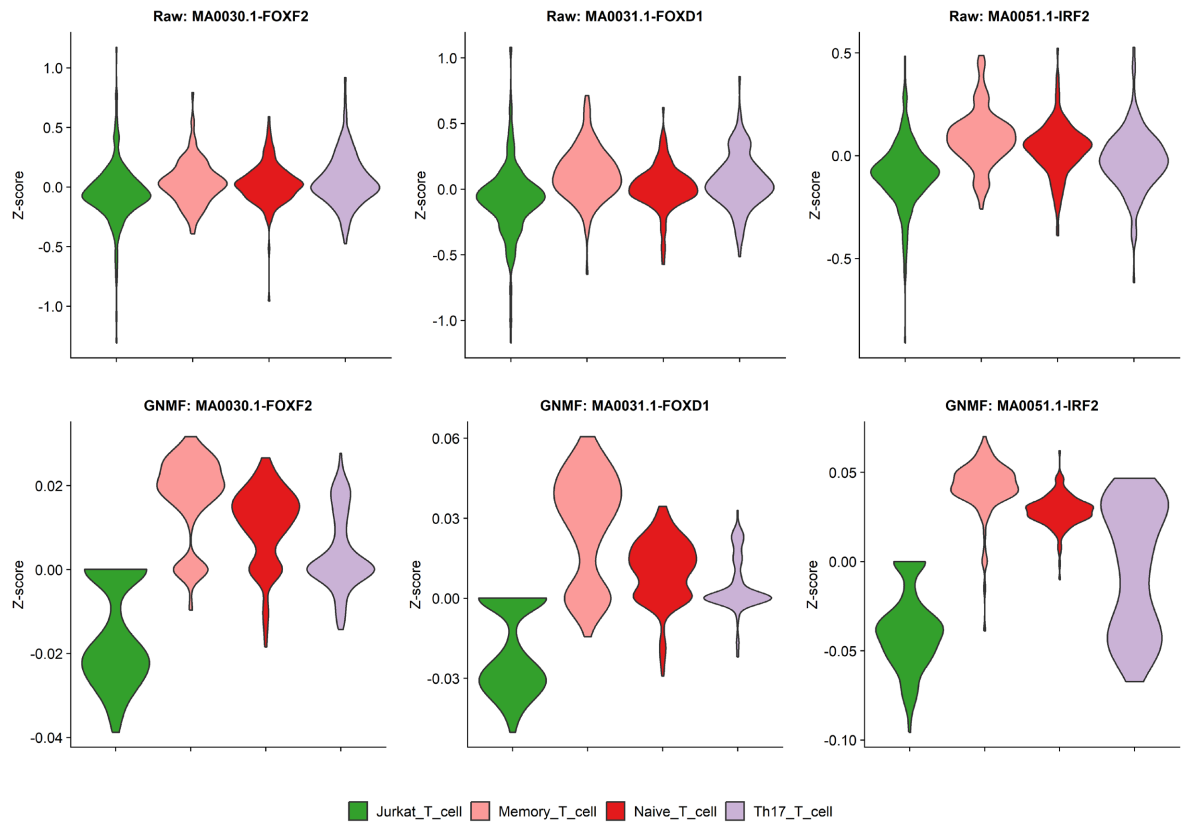 Raw: MA0030.1-FOXF2
Raw: MA0031.1-FOXD1
Raw: MA0051.1-IRF2
Z-score
1.0
0.5
0.0
-0.5
-1.0
Z-score
1.0
0.5
0.0
-0.5
-1.0
Z-score
0.5
0.0
-0.5
GNMF: MA0030.1-FOXF2
GNMF: MA0031.1-FOXD1
GNMF: MA0051.1-IRF2
Z-score
0.02
0.00
-0.02
-0.04
Z-score
0.06
0.03
0.00
-0.03
Z-score
0.05
0.00
-0.05
-0.10
Jurkat_T_cell
Memory_T_cell
Naive_T_cell
Th17_T_cell